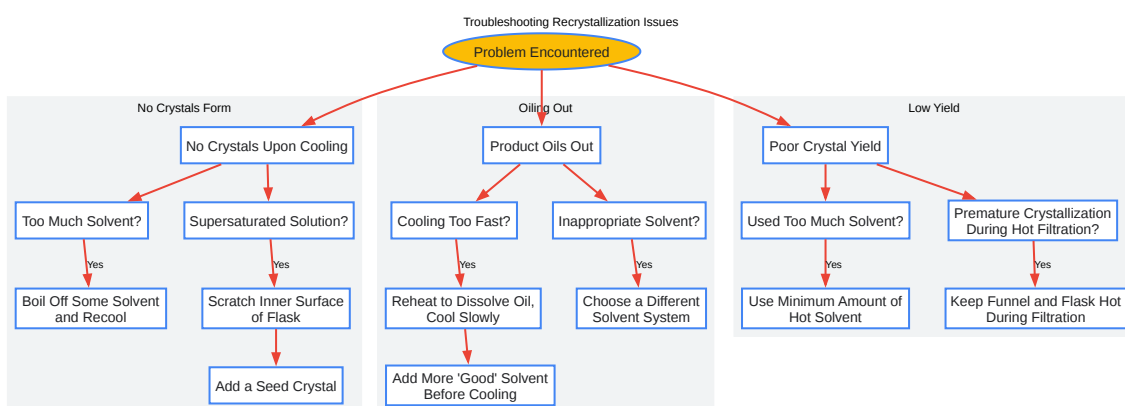 Troubleshooting Recrystallization Issues
Problem Encountered
No Crystals Form
Oiling Out
Low Yield
No Crystals Upon Cooling
Product Oils Out
Poor Crystal Yield
Too Much Solvent?
Supersaturated Solution?
Cooling Too Fast?
Inappropriate Solvent?
Used Too Much Solvent?
Premature Crystallization
During Hot Filtration?
Yes
Yes
Yes
Yes
Yes
Yes
Boil Off Some Solvent
and Recool
Scratch Inner Surface
of Flask
Reheat to Dissolve Oil,
Cool Slowly
Choose a Different
Solvent System
Use Minimum Amount of
Hot Solvent
Keep Funnel and Flask Hot
During Filtration
Add a Seed Crystal
Add More 'Good' Solvent
Before Cooling